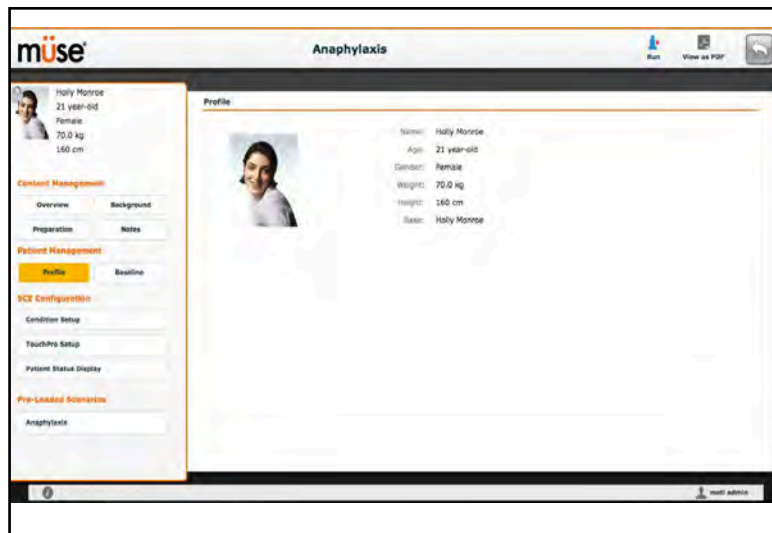 müse
Anaphylaxis
Run
View as PDF
Holly Monroe
21 year-old
Female
70.0 kg
160 cm
Content Management
Overview
Background
Preparation
Notes
Patient Management
Profile
Baseline
SCE Configuration
Condition Setup
TouchPro Setup
Patient Status Display
Pre-Loaded Scenarios
Anaphylaxis
Profile
Name: Holly Monroe
Age: 21 year-old
Gender: Female
Weight: 70.0 kg
Height: 160 cm
Base: Holly Monroe
meti admin